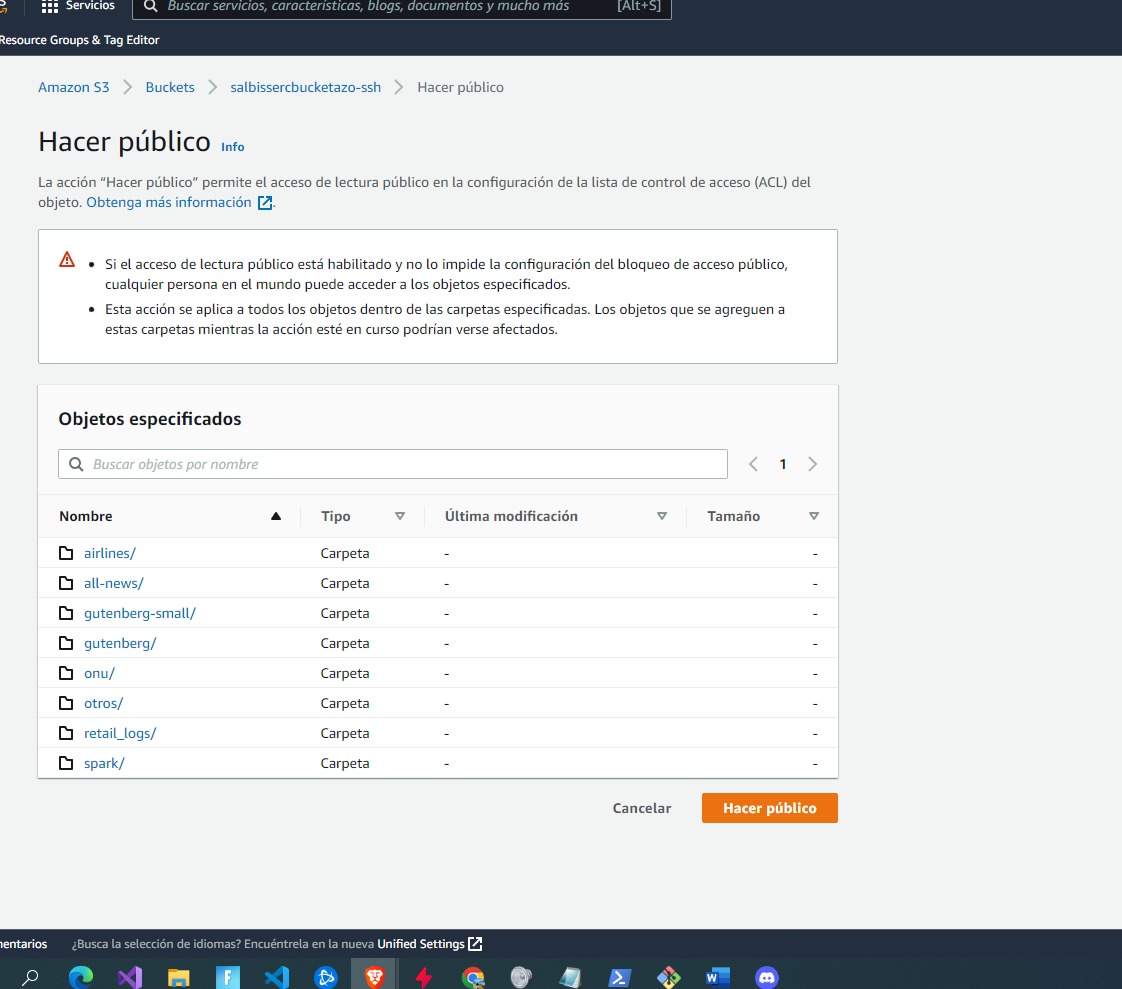 Servicios
Buscar servicios, características, blogs, documentos y mucho más
[Alt+S]
Resource Groups & Tag Editor
Amazon S3
Buckets
salbissercbucketazo-ssh
Hacer público
Hacer público
Info
La acción “Hacer público” permite el acceso de lectura público en la configuración de la lista de control de acceso (ACL) del
objeto. Obtenga más información.
• Si el acceso de lectura público está habilitado y no lo impide la configuración del bloqueo de acceso público,
cualquier persona en el mundo puede acceder a los objetos especificados.
• Esta acción se aplica a todos los objetos dentro de las carpetas especificadas. Los objetos que se agreguen a
estas carpetas mientras la acción esté en curso podrían verse afectados.
Objetos especificados
Buscar objetos por nombre
1
Nombre Tipo Última modificación Tamaño
airlines/ Carpeta - -
all-news/ Carpeta - -
gutenberg-small/ Carpeta - -
gutenberg/ Carpeta - -
onu/ Carpeta - -
otros/ Carpeta - -
retail_logs/ Carpeta - -
spark/ Carpeta - -
Cancelar
Hacer público
mentarios
¿Busca la selección de idiomas? Encuéntrela en la nueva Unified Settings